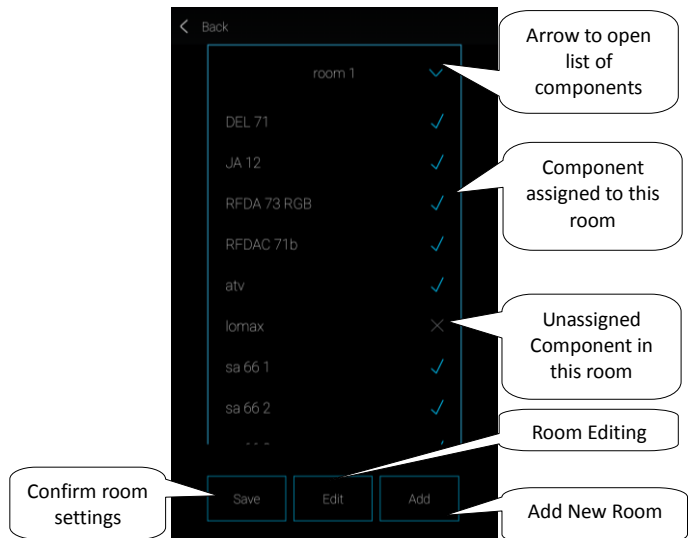 Back
Arrow to open
list of
components
room 1
DEL 71
JA 12
Component
assigned to this
room
RFDA 73 RGB
RFDAC 71b
atv
Unassigned
Component in
this room
lomax
sa 66 1
sa 66 2
Room Editing
Confirm room
settings
Save
Edit
Add
Add New Room